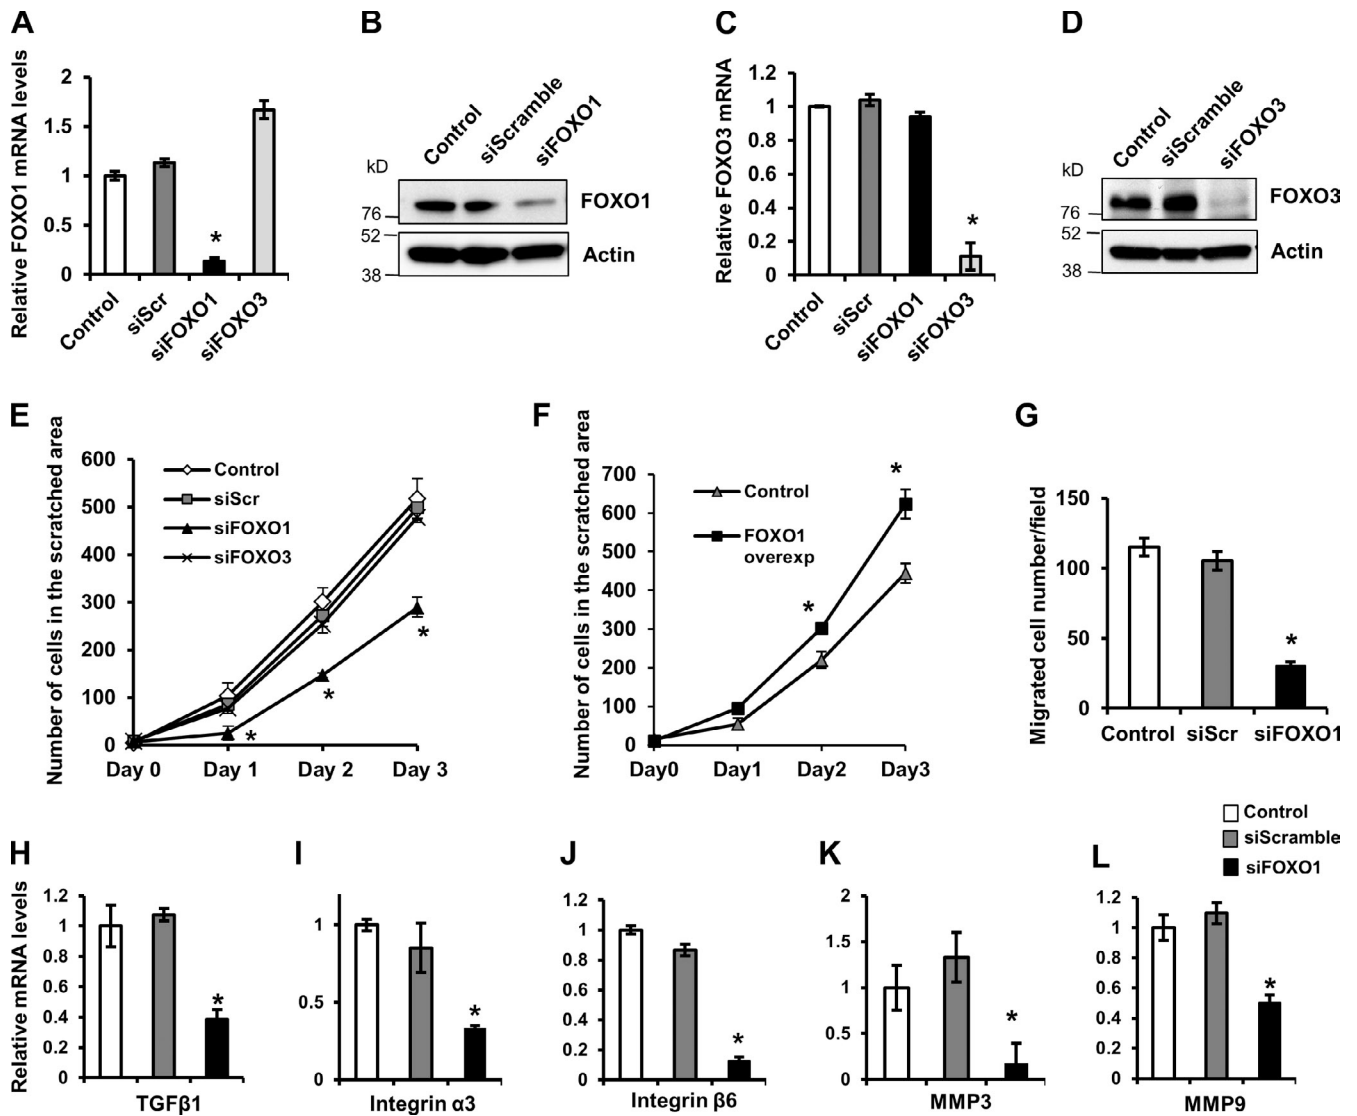 A
Relative FOXO1 mRNA levels
2
1.5
1
0.5
0
*
Control
siScr
siFOXO1
siFOXO3
B
Control
siScramble
siFOXO1
kD
76
52
38
FOXO1
Actin
C
Relative FOXO3 mRNA
1.2
1
0.8
0.6
0.4
0.2
0
*
Control
siScr
siFOXO1
siFOXO3
D
Control
siScramble
siFOXO3
kD
76
52
38
FOXO3
Actin
E
Number of cells in the scratched area
600
500
400
300
200
100
0
Control
siScr
siFOXO1
siFOXO3
*
*
*
Day 0
Day 1
Day 2
Day 3
F
Number of cells in the scratched area
700
600
500
400
300
200
100
0
Control
FOXO1
overexp
*
*
Day0
Day1
Day2
Day3
G
Migrated cell number/field
150
100
50
0
*
Control
siScr
siFOXO1
Control
siScramble
siFOXO1
H
Relative mRNA levels
1.2
1
0.8
0.6
0.4
0.2
0
*
TGFβ1
I
1
0.5
0
*
Integrin α3
J
1.2
1
0.8
0.6
0.4
0.2
0
*
Integrin β6
K
2
1.5
1
0.5
0
*
MMP3
L
1.2
1
0.8
0.6
0.4
0.2
0
*
MMP9